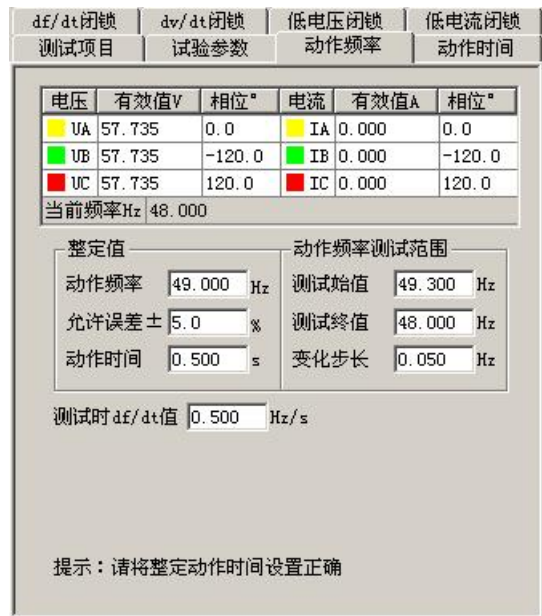 df/dt闭锁 dv/dt闭锁 低电压闭锁 低电流闭锁
测试项目 试验参数 动作频率 动作时间
电压 有效值V 相位° 电流 有效值A 相位°
UA 57.735 0.0 IA 0.000 0.0
UB 57.735 -120.0 IB 0.000 -120.0
UC 57.735 120.0 IC 0.000 120.0
当前频率Hz 48.000
整定值 动作频率测试范围
动作频率 49.000 Hz 测试始值 49.300 Hz
允许误差± 5.0 % 测试终值 48.000 Hz
动作时间 0.500 s 变化步长 0.050 Hz
测试时df/dt值 0.500 Hz/s
提示：请将整定动作时间设置正确